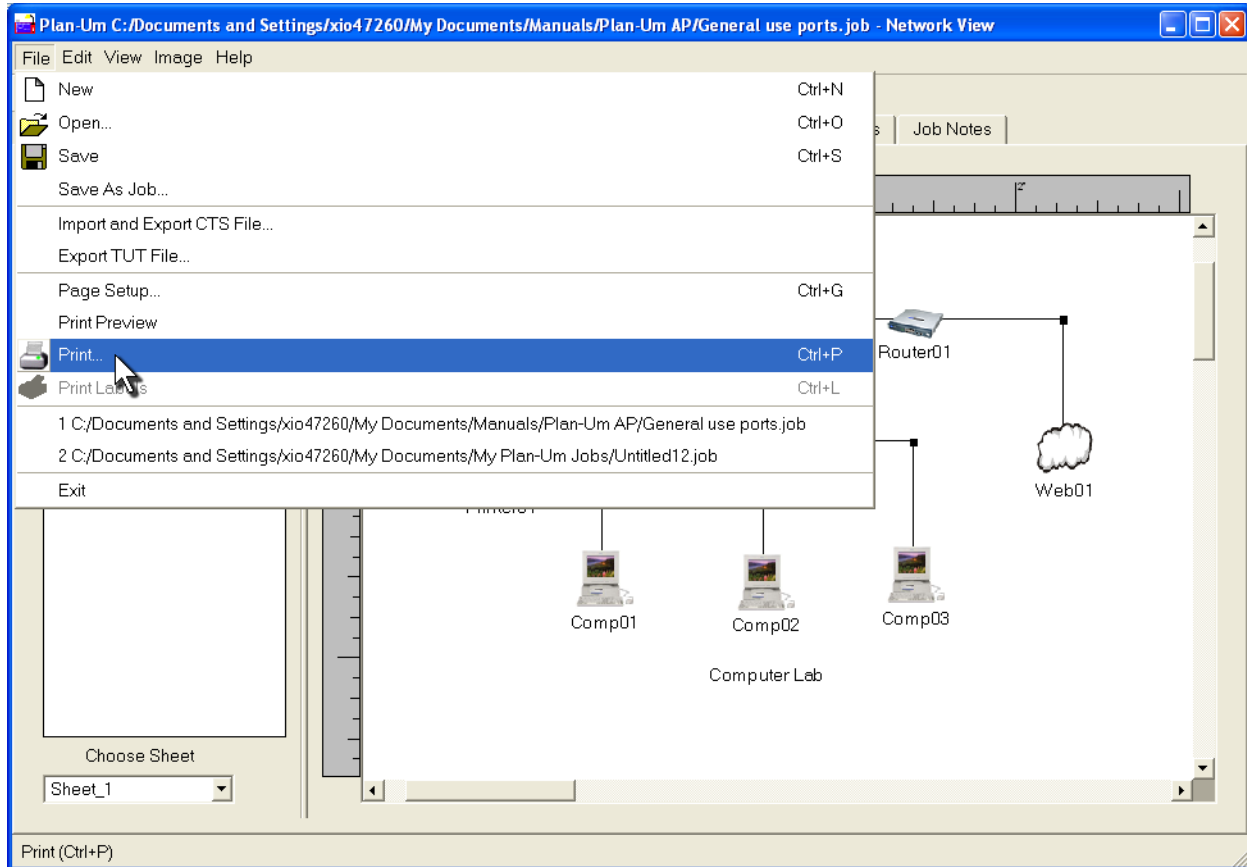 Plan-Um C:/Documents and Settings/xio47260/My Documents/Manuals/Plan-Um AP/General use ports.job - Network View
File Edit View Image Help
New Ctrl+N
Open... Ctrl+O
Save Ctrl+S
Save As Job...
Import and Export CTS File...
Export TUT File...
Page Setup... Ctrl+G
Print Preview
Print... Ctrl+P
Print Labels Ctrl+L
1 C:/Documents and Settings/xio47260/My Documents/Manuals/Plan-Um AP/General use ports.job
2 C:/Documents and Settings/xio47260/My Documents/My Plan-Um Jobs/Untitled12.job
Exit
Job Notes
Router01
Web01
Comp01
Comp02
Comp03
Computer Lab
Choose Sheet
Sheet_1
Print (Ctrl+P)